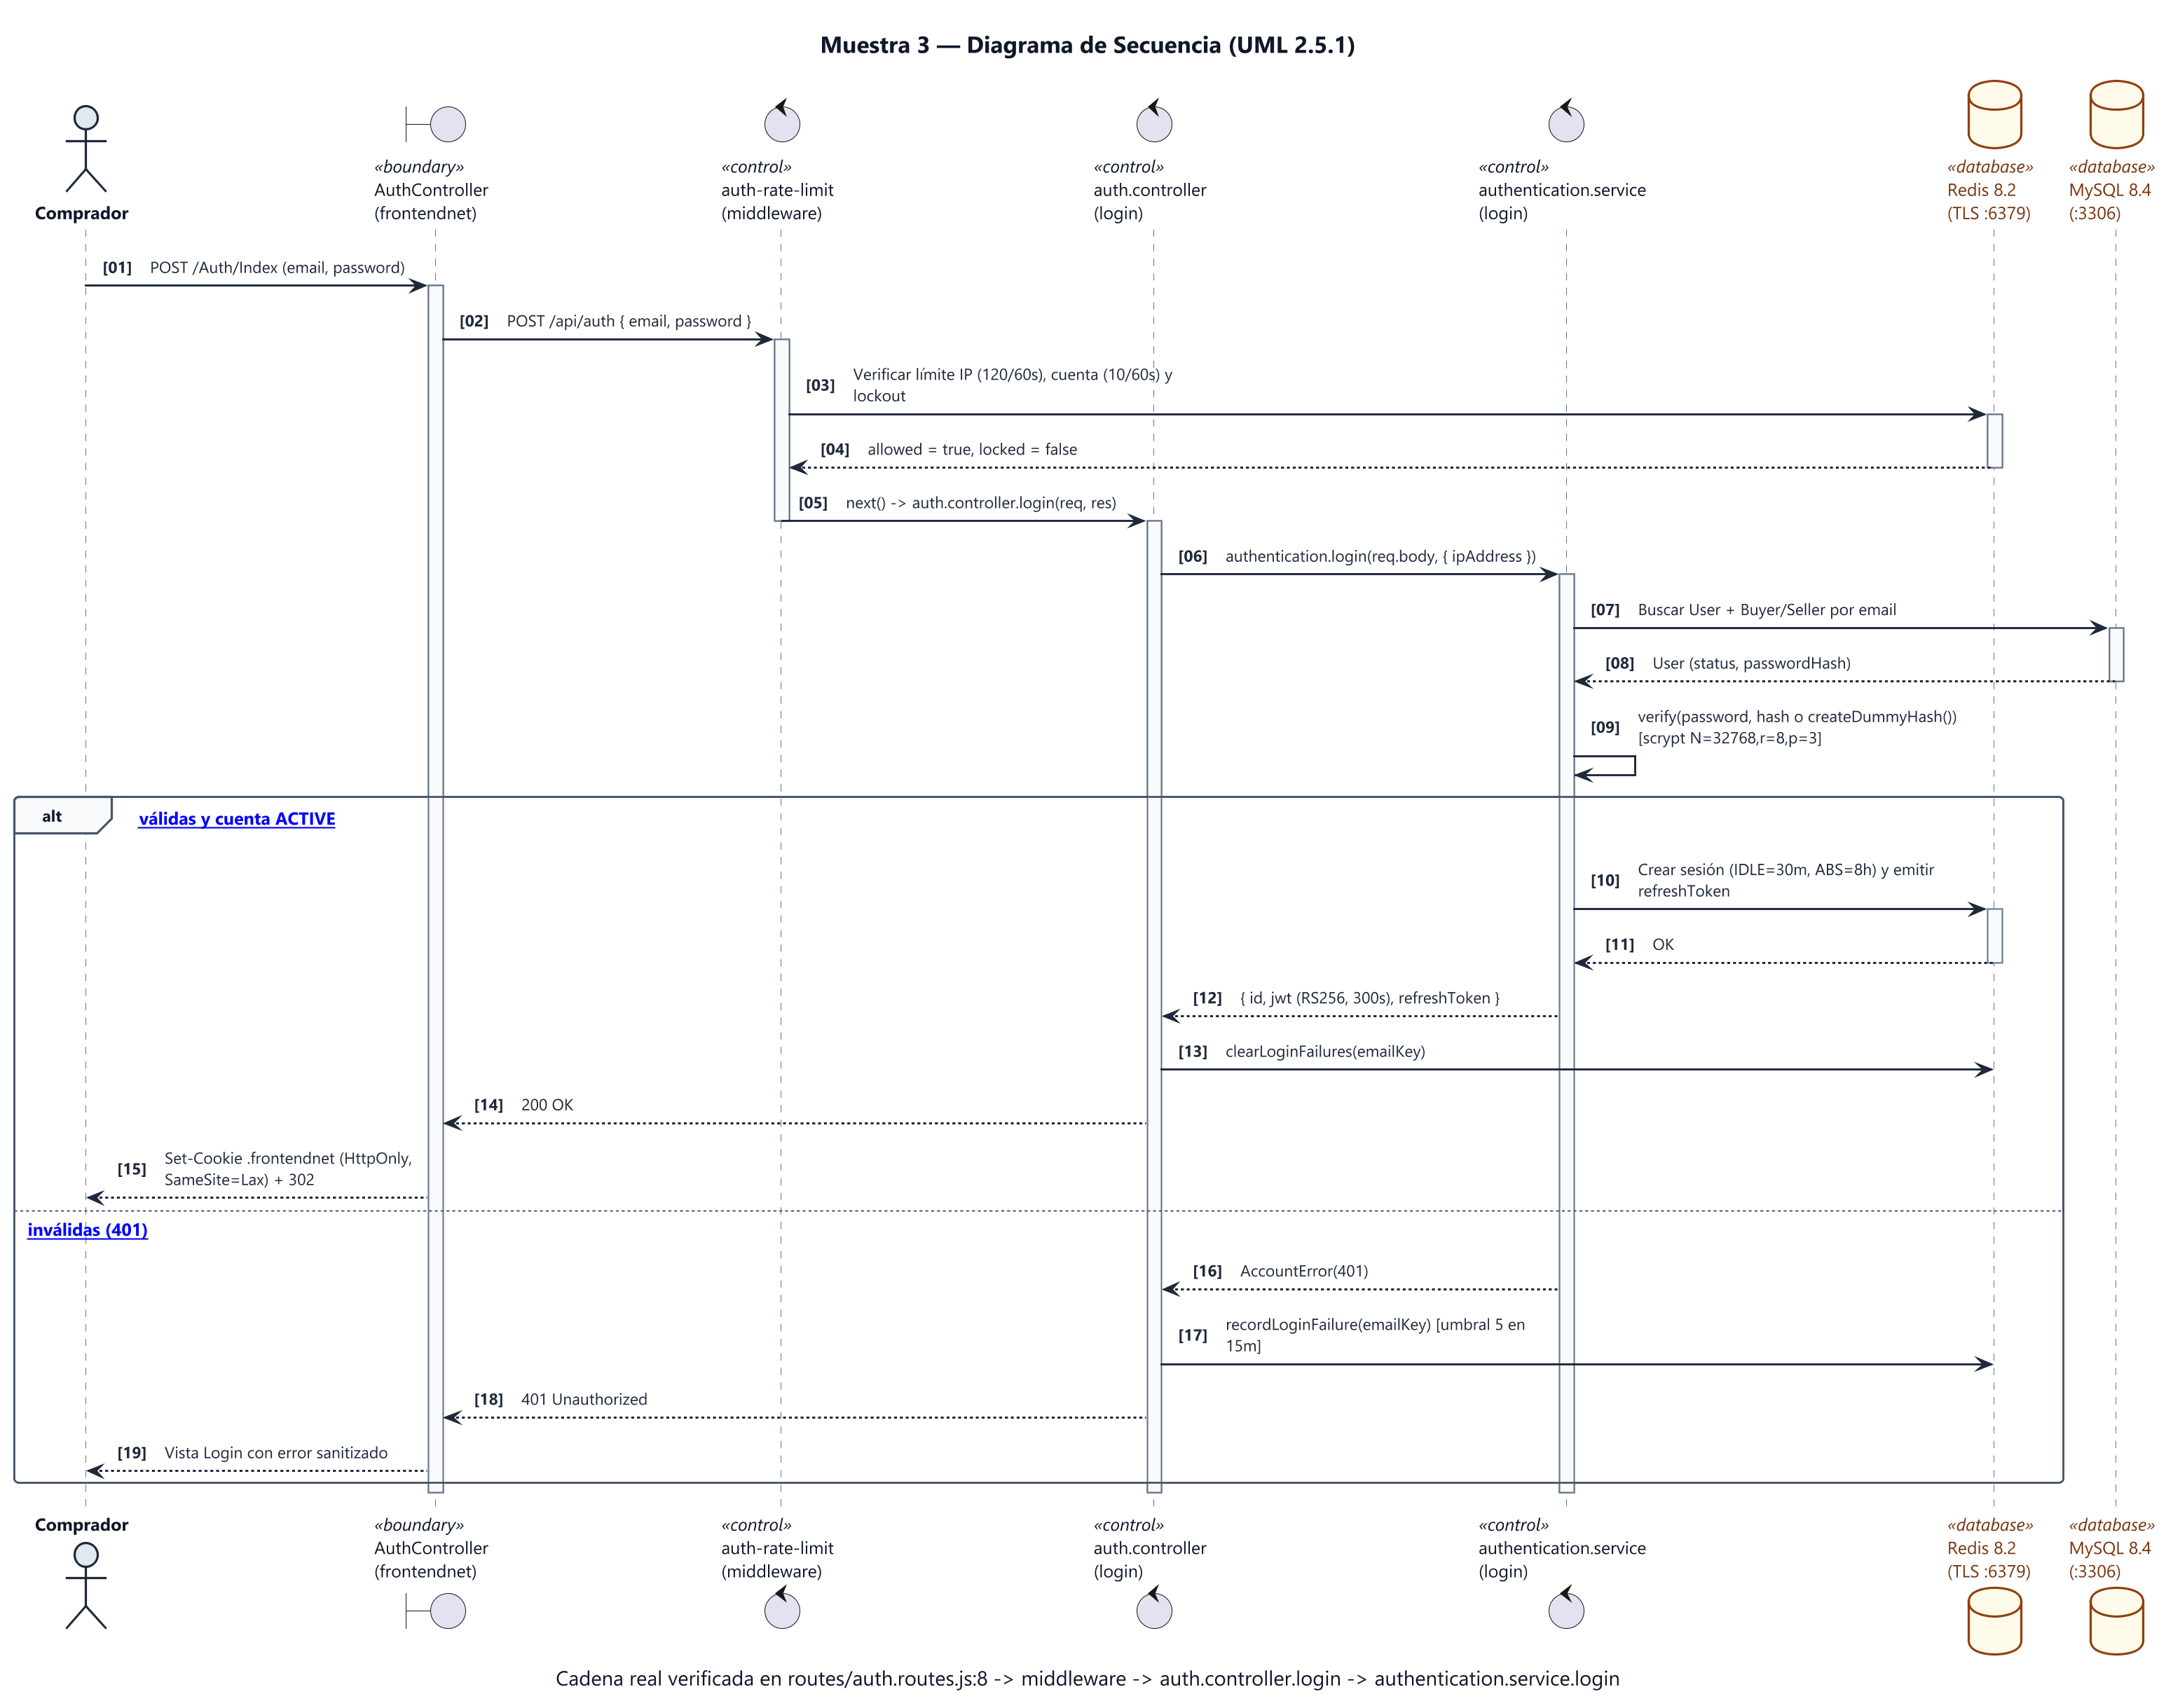 Muestra 3 — Diagrama de Secuencia (UML 2.5.1)
Comprador
«boundary»
AuthController
(frontendnet)
«control»
auth-rate-limit
(middleware)
«control»
auth.controller
(login)
«control»
authentication.service
(login)
«database»
Redis 8.2
(TLS :6379)
«database»
MySQL 8.4
(:3306)
[01] POST /Auth/Index (email, password)
[02] POST /api/auth { email, password }
[03] Verificar límite IP (120/60s), cuenta (10/60s) y
lockout
[04] allowed = true, locked = false
[05] next() -> auth.controller.login(req, res)
[06] authentication.login(req.body, { ipAddress })
[07] Buscar User + Buyer/Seller por email
[08] User (status, passwordHash)
[09] verify(password, hash o createDummyHash())
[scrypt N=32768,r=8,p=3]
alt válidas y cuenta ACTIVE
[10] Crear sesión (IDLE=30m, ABS=8h) y emitir
refreshToken
[11] OK
[12] { id, jwt (RS256, 300s), refreshToken }
[13] clearLoginFailures(emailKey)
[14] 200 OK
[15] Set-Cookie .frontendnet (HttpOnly,
SameSite=Lax) + 302
inválidas (401)
[16] AccountError(401)
[17] recordLoginFailure(emailKey) [umbral 5 en
15m]
[18] 401 Unauthorized
[19] Vista Login con error sanitizado
Comprador
«boundary»
AuthController
(frontendnet)
«control»
auth-rate-limit
(middleware)
«control»
auth.controller
(login)
«control»
authentication.service
(login)
«database»
Redis 8.2
(TLS :6379)
«database»
MySQL 8.4
(:3306)
Cadena real verificada en routes/auth.routes.js:8 -> middleware -> auth.controller.login -> authentication.service.login